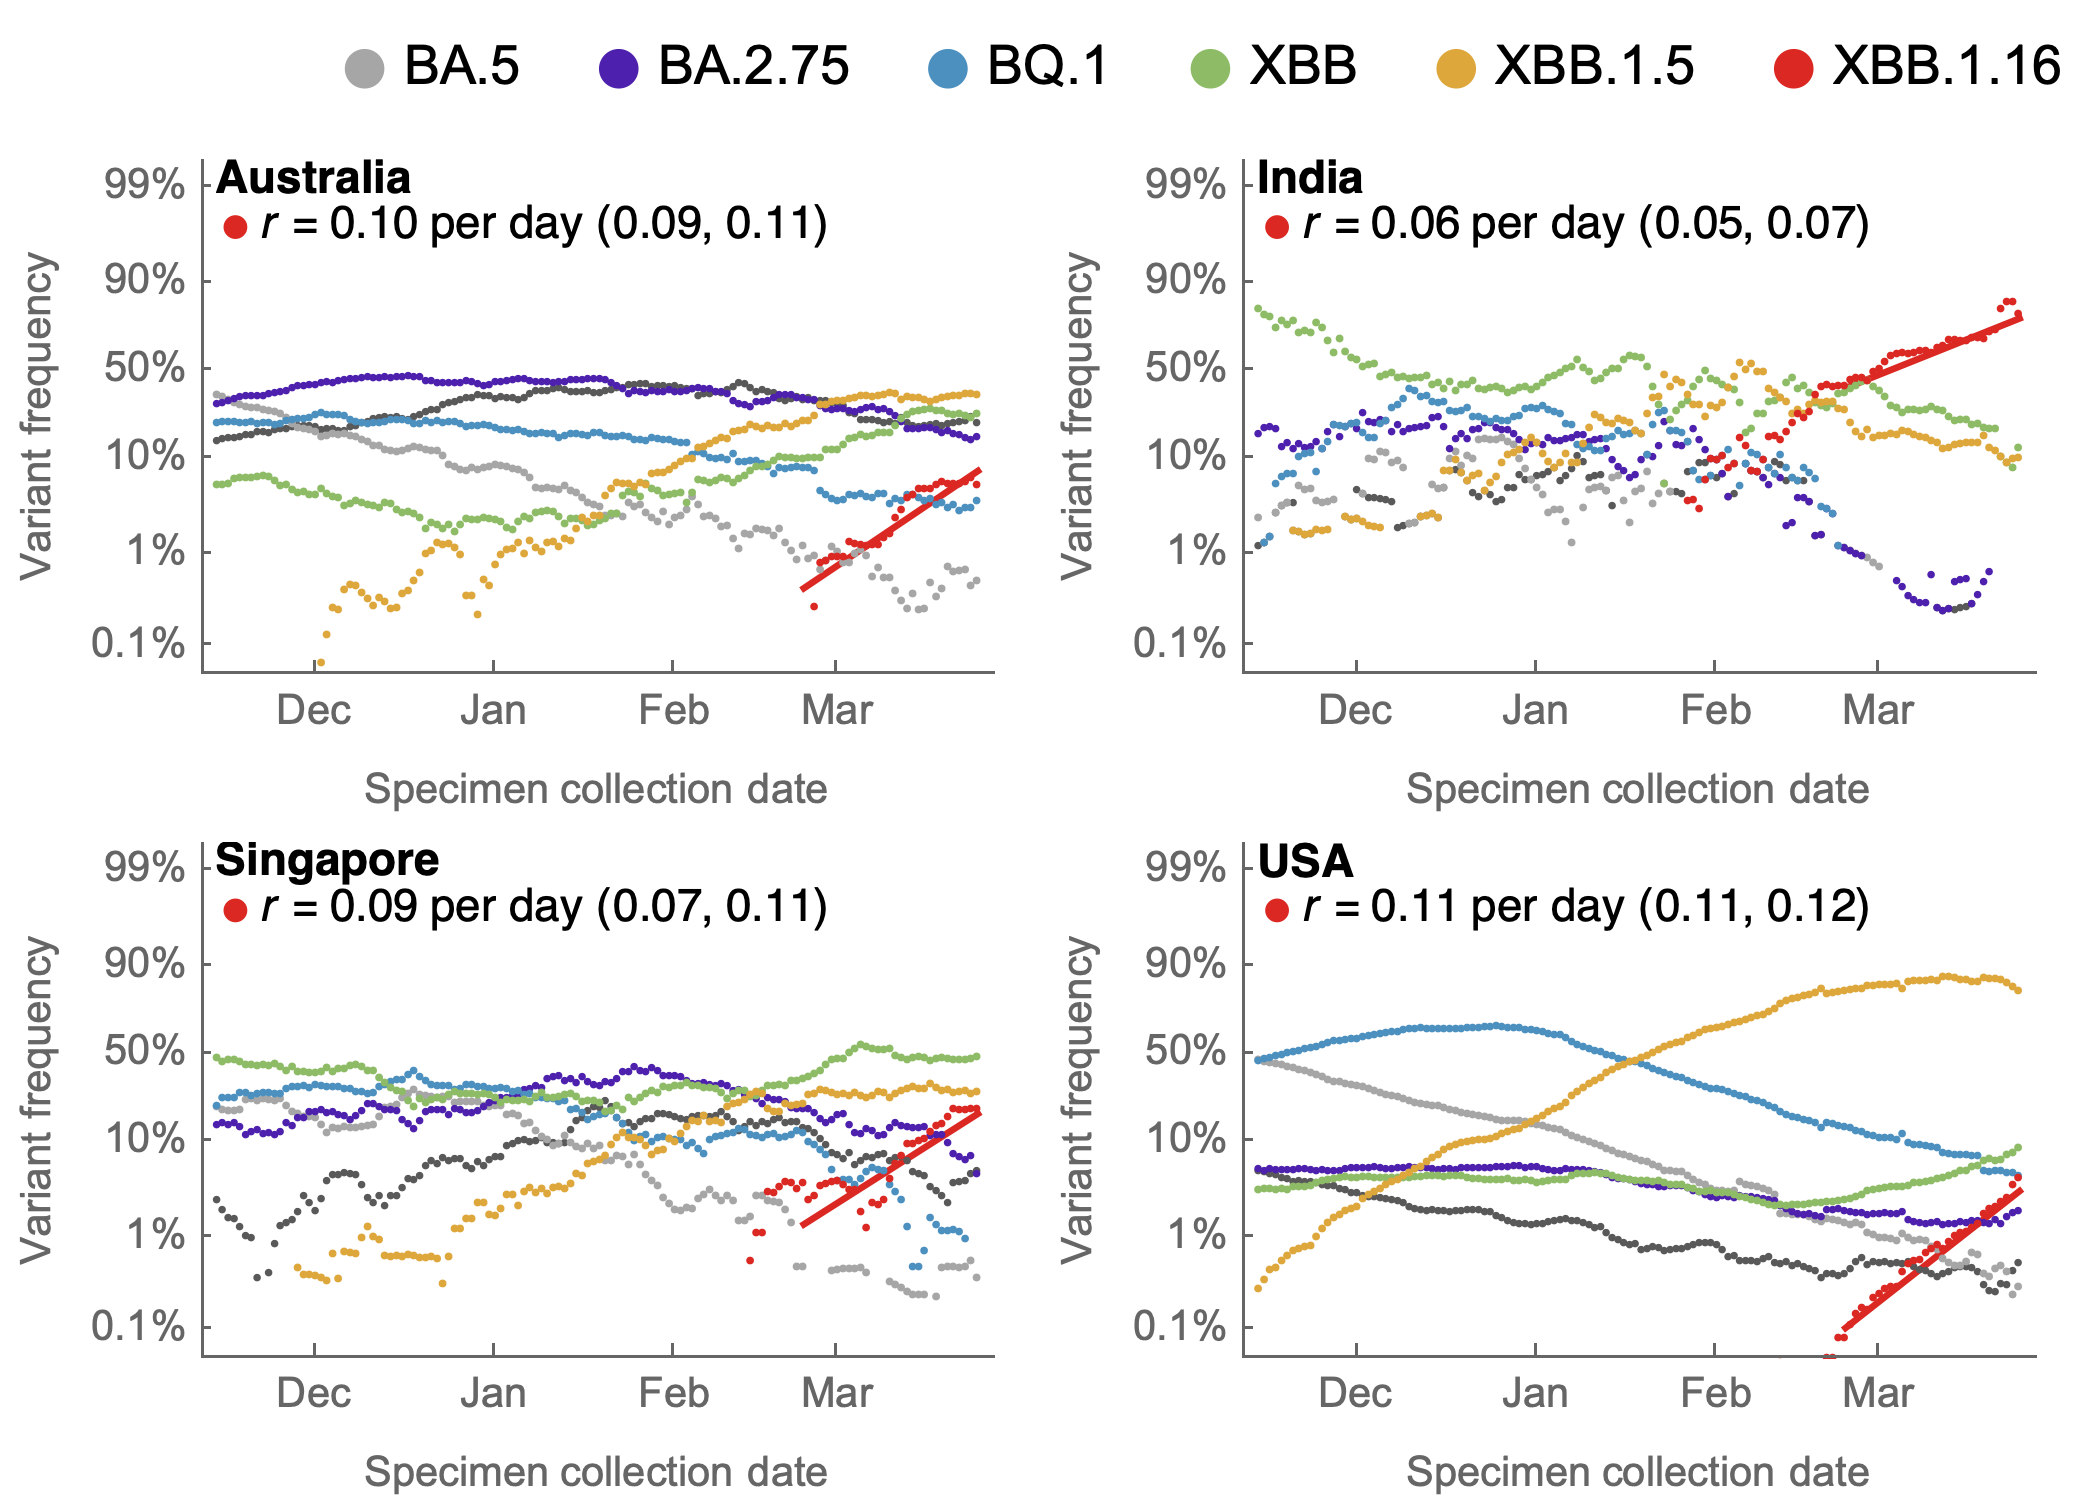 BA.5 BA.2.75 BQ.1 XBB XBB.1.5 XBB.1.16
Australia
r = 0.10 per day (0.09, 0.11)
Variant frequency
99%
90%
50%
10%
1%
0.1%
Dec Jan Feb Mar
Specimen collection date
India
r = 0.06 per day (0.05, 0.07)
Variant frequency
99%
90%
50%
10%
1%
0.1%
Dec Jan Feb Mar
Specimen collection date
Singapore
r = 0.09 per day (0.07, 0.11)
Variant frequency
99%
90%
50%
10%
1%
0.1%
Dec Jan Feb Mar
Specimen collection date
USA
r = 0.11 per day (0.11, 0.12)
Variant frequency
99%
90%
50%
10%
1%
0.1%
Dec Jan Feb Mar
Specimen collection date